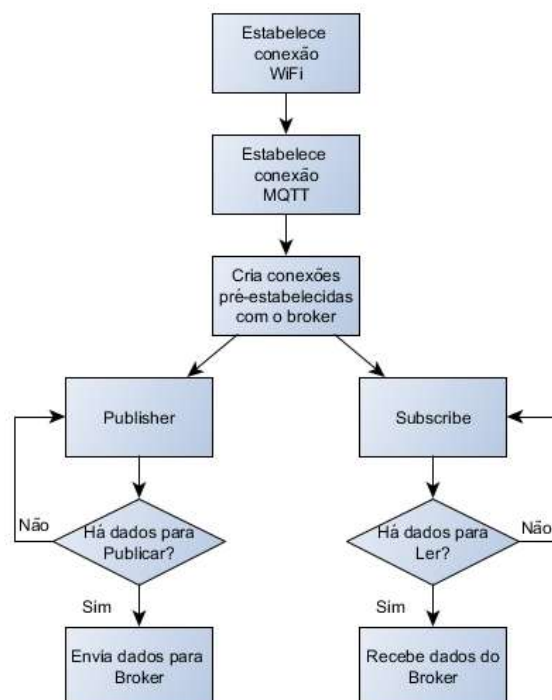 Estabelece
conexão
WiFi
Estabelece
conexão
MQTT
Cria conexões
pré-estabelecidas
com o broker
Publisher
Subscribe
Não
Há dados para
Publicar?
Há dados para
Ler?
Não
Sim
Sim
Envia dados para
Broker
Recebe dados do
Broker